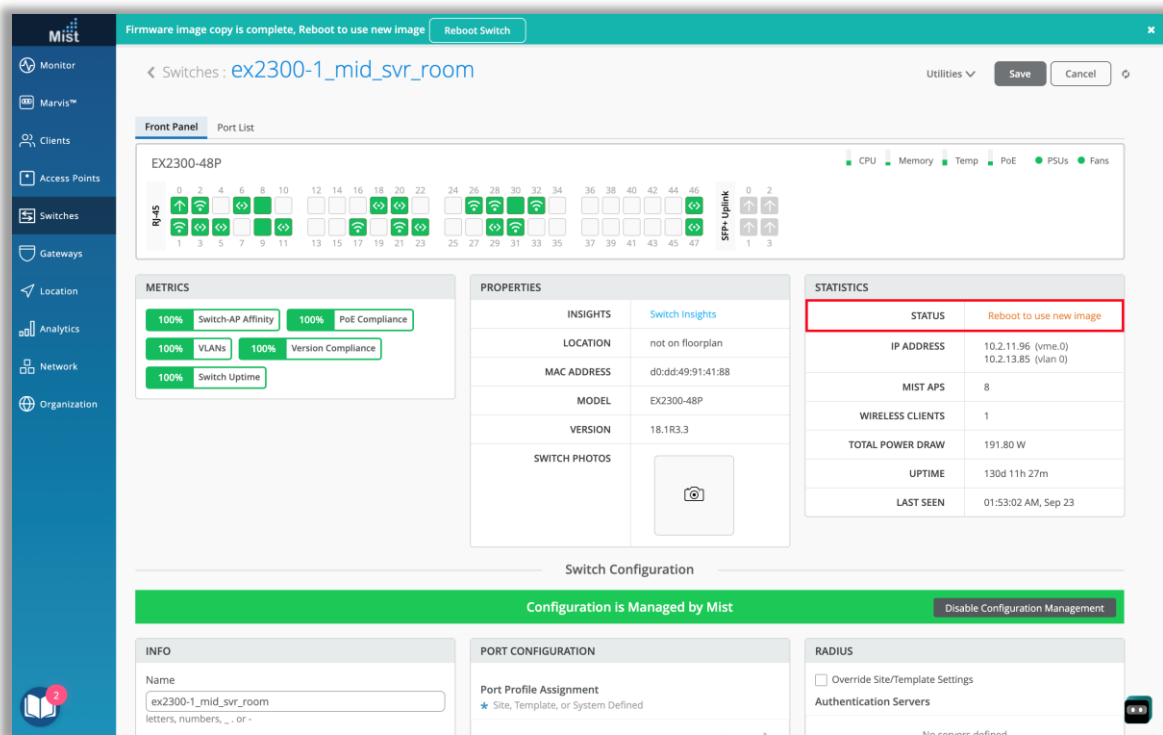 Mist
Firmware image copy is complete, Reboot to use new image
Reboot Switch
Monitor
Marvis™
Clients
Access Points
Switches
Gateways
Location
Analytics
Network
Organization
2
Switches : ex2300-1_mid_svr_room
Utilities
Save
Cancel
Front Panel
Port List
EX2300-48P
CPU
Memory
Temp
PoE
PSUs
Fans
0 2 4 6 8 10 12 14 16 18 20 22 24 26 28 30 32 34 36 38 40 42 44 46 0 2
RJ-45
SFP+ Uplink
1 3 5 7 9 11 13 15 17 19 21 23 25 27 29 31 33 35 37 39 41 43 45 47 1 3
METRICS
100% Switch-AP Affinity
100% PoE Compliance
100% VLANs
100% Version Compliance
100% Switch Uptime
PROPERTIES
INSIGHTS Switch Insights
LOCATION not on floorplan
MAC ADDRESS d0:dd:49:91:41:88
MODEL EX2300-48P
VERSION 18.1R3.3
SWITCH PHOTOS
STATISTICS
STATUS Reboot to use new image
IP ADDRESS 10.2.11.96 (vme.0)
10.2.13.85 (vlan 0)
MIST APS 8
WIRELESS CLIENTS 1
TOTAL POWER DRAW 191.80 W
UPTIME 130d 11h 27m
LAST SEEN 01:53:02 AM, Sep 23
Switch Configuration
Configuration is Managed by Mist
Disable Configuration Management
INFO
Name
ex2300-1_mid_svr_room
letters, numbers, _ . or -
PORT CONFIGURATION
Port Profile Assignment
* Site, Template, or System Defined
RADIUS
Override Site/Template Settings
Authentication Servers
No servers defined